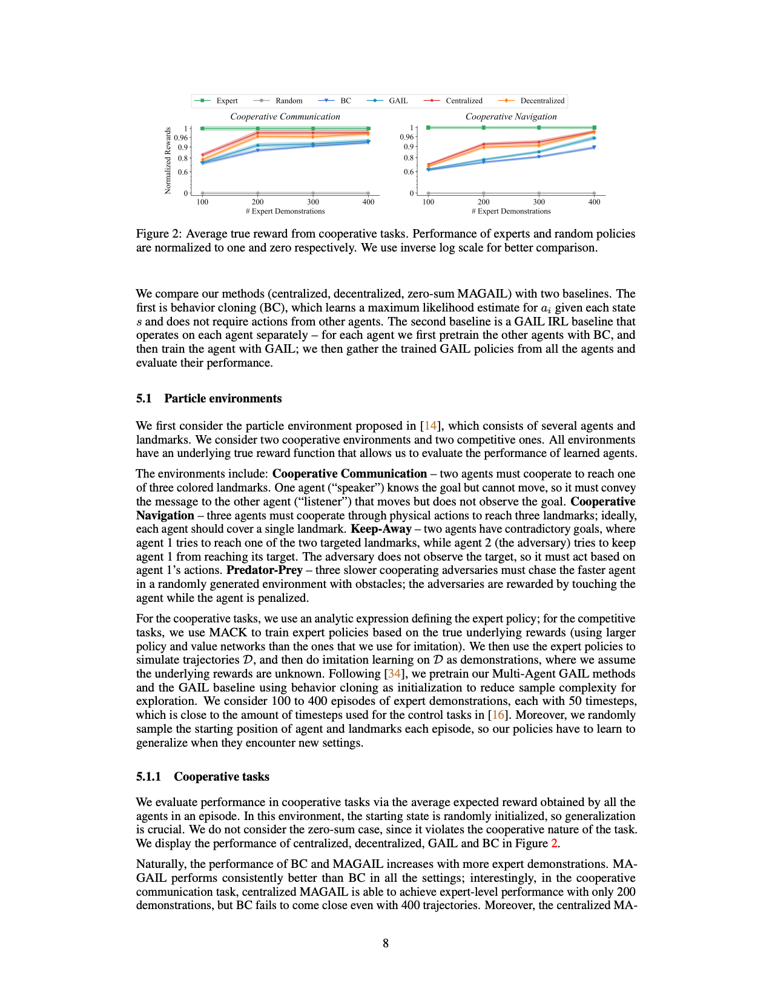 Expert Random BC GAIL Centralized Decentralized
Cooperative Communication
Normalized Rewards
1
0.96
0.9
0.8
0.6
0
100 200 300 400
# Expert Demonstrations
Cooperative Navigation
1
0.96
0.9
0.8
0.6
0
100 200 300 400
# Expert Demonstrations
Figure 2: Average true reward from cooperative tasks. Performance of experts and random policies
are normalized to one and zero respectively. We use inverse log scale for better comparison.
We compare our methods (centralized, decentralized, zero-sum MAGAIL) with two baselines. The
first is behavior cloning (BC), which learns a maximum likelihood estimate for a_i given each state
s and does not require actions from other agents. The second baseline is a GAIL IRL baseline that
operates on each agent separately – for each agent we first pretrain the other agents with BC, and
then train the agent with GAIL; we then gather the trained GAIL policies from all the agents and
evaluate their performance.
5.1 Particle environments
We first consider the particle environment proposed in [14], which consists of several agents and
landmarks. We consider two cooperative environments and two competitive ones. All environments
have an underlying true reward function that allows us to evaluate the performance of learned agents.
The environments include: Cooperative Communication – two agents must cooperate to reach one
of three colored landmarks. One agent (“speaker”) knows the goal but cannot move, so it must convey
the message to the other agent (“listener”) that moves but does not observe the goal. Cooperative
Navigation – three agents must cooperate through physical actions to reach three landmarks; ideally,
each agent should cover a single landmark. Keep-Away – two agents have contradictory goals, where
agent 1 tries to reach one of the two targeted landmarks, while agent 2 (the adversary) tries to keep
agent 1 from reaching its target. The adversary does not observe the target, so it must act based on
agent 1’s actions. Predator-Prey – three slower cooperating adversaries must chase the faster agent
in a randomly generated environment with obstacles; the adversaries are rewarded by touching the
agent while the agent is penalized.
For the cooperative tasks, we use an analytic expression defining the expert policy; for the competitive
tasks, we use MACK to train expert policies based on the true underlying rewards (using larger
policy and value networks than the ones that we use for imitation). We then use the expert policies to
simulate trajectories 𝒟, and then do imitation learning on 𝒟 as demonstrations, where we assume
the underlying rewards are unknown. Following [34], we pretrain our Multi-Agent GAIL methods
and the GAIL baseline using behavior cloning as initialization to reduce sample complexity for
exploration. We consider 100 to 400 episodes of expert demonstrations, each with 50 timesteps,
which is close to the amount of timesteps used for the control tasks in [16]. Moreover, we randomly
sample the starting position of agent and landmarks each episode, so our policies have to learn to
generalize when they encounter new settings.
5.1.1 Cooperative tasks
We evaluate performance in cooperative tasks via the average expected reward obtained by all the
agents in an episode. In this environment, the starting state is randomly initialized, so generalization
is crucial. We do not consider the zero-sum case, since it violates the cooperative nature of the task.
We display the performance of centralized, decentralized, GAIL and BC in Figure 2.
Naturally, the performance of BC and MAGAIL increases with more expert demonstrations. MA-
GAIL performs consistently better than BC in all the settings; interestingly, in the cooperative
communication task, centralized MAGAIL is able to achieve expert-level performance with only 200
demonstrations, but BC fails to come close even with 400 trajectories. Moreover, the centralized MA-
8